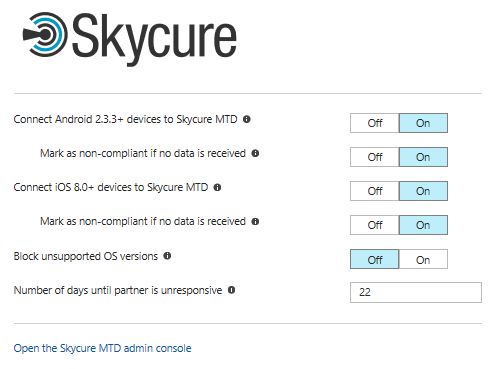 Skycure
Connect Android 2.3.3+ devices to Skycure MTD Off On
Mark as non-compliant if no data is received Off On
Connect iOS 8.0+ devices to Skycure MTD Off On
Mark as non-compliant if no data is received Off On
Block unsupported OS versions Off On
Number of days until partner is unresponsive 22
Open the Skycure MTD admin console